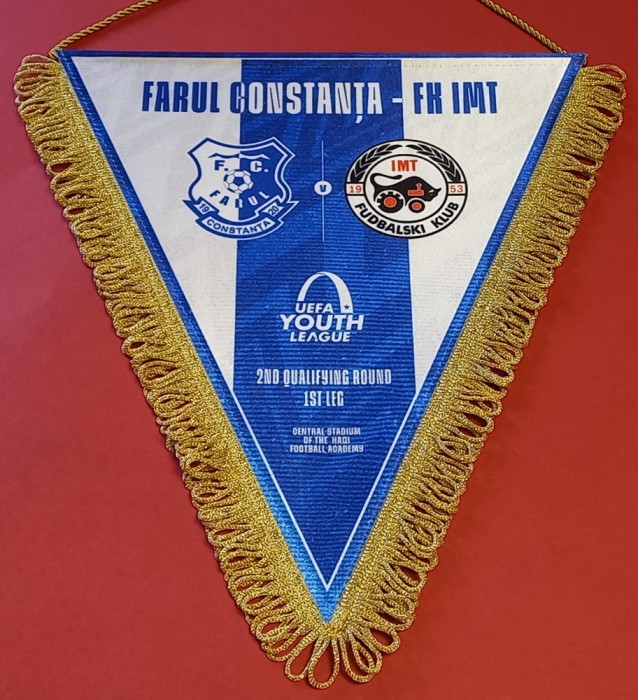 FARUL CONSTANȚA - FK IMT
F. C.
FARUL
19 20
CONSTANȚA
V
IMT
19 53
FUDBALSKI KLUB
UEFA
YOUTH
LEAGUE
2ND QUALIFYING ROUND
1ST LEG
CENTRAL STADIUM
OF THE HAGI
FOOTBALL ACADEMY